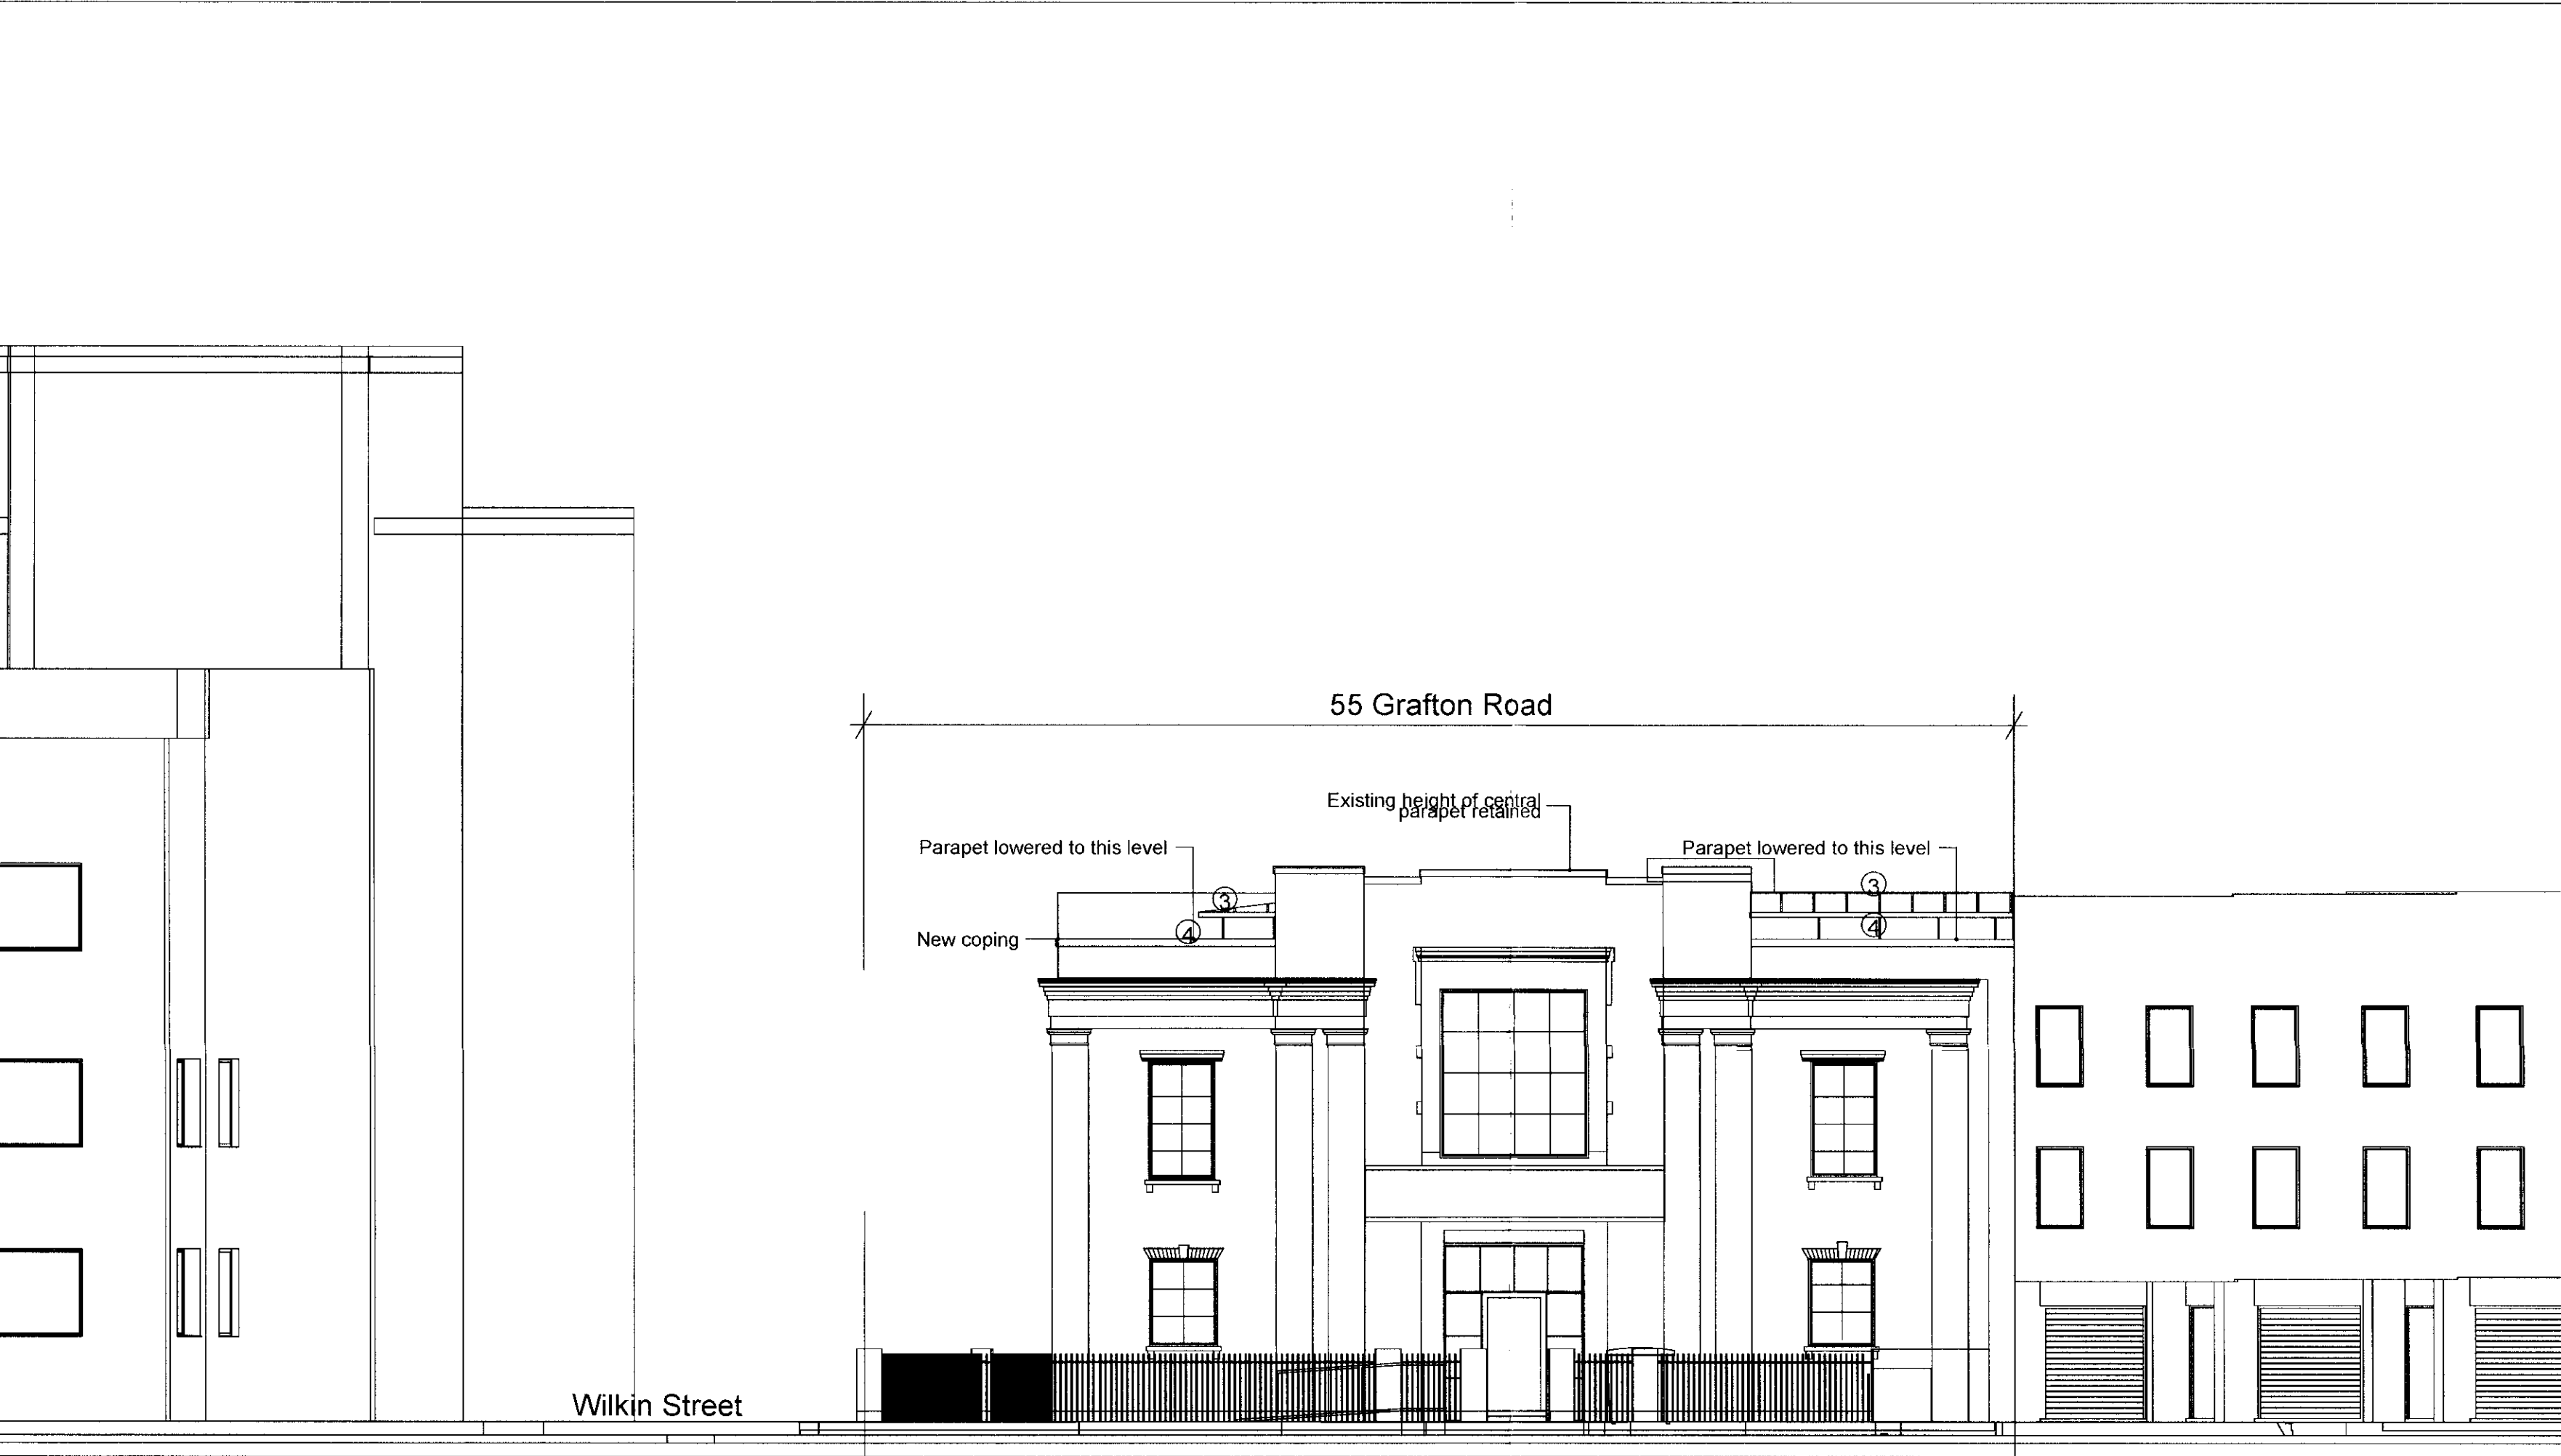 55 Grafton Road
Existing height of central
parapet retained
Parapet lowered to this level
Parapet lowered to this level
3
3
4
4
New coping
Wilkin Street